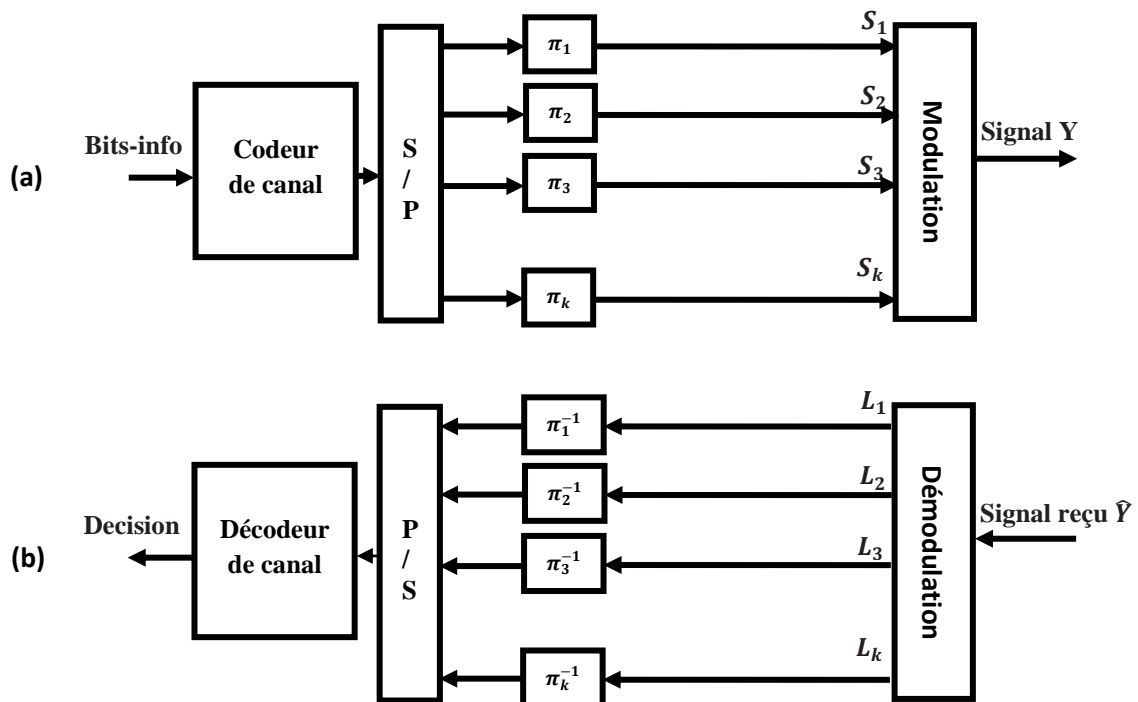 (a)
Bits-info
Codeur
de canal
S
/
P
π₁
π₂
π₃
πₖ
S₁
S₂
S₃
Sₖ
Modulation
Signal Y
(b)
Decision
Décodeur
de canal
P
/
S
π₁⁻¹
π₂⁻¹
π₃⁻¹
πₖ⁻¹
L₁
L₂
L₃
Lₖ
Démodulation
Signal reçu Ŷ